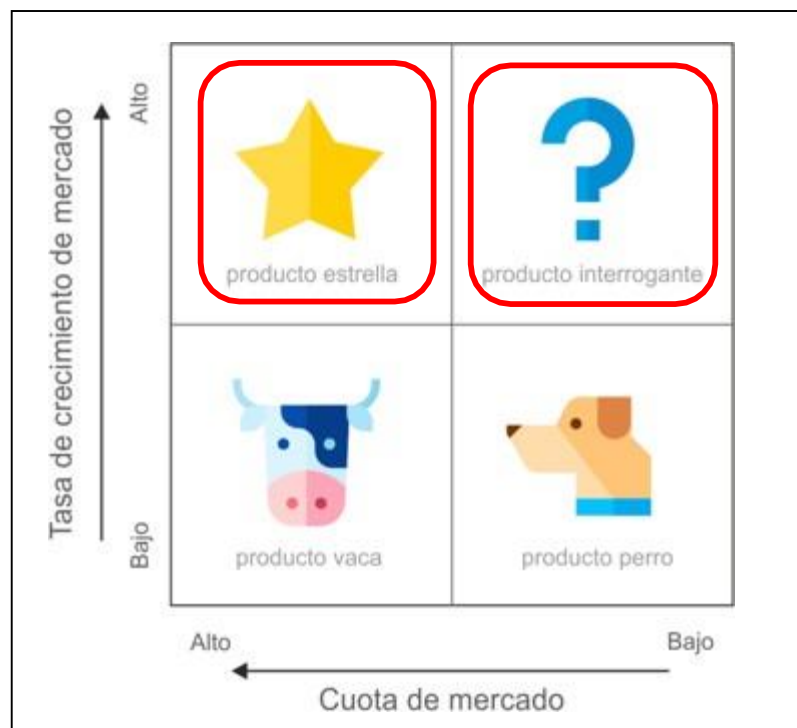 Tasa de crecimiento de mercado
Alto
Bajo
producto estrella
producto interrogante
producto vaca
producto perro
Alto
Bajo
Cuota de mercado